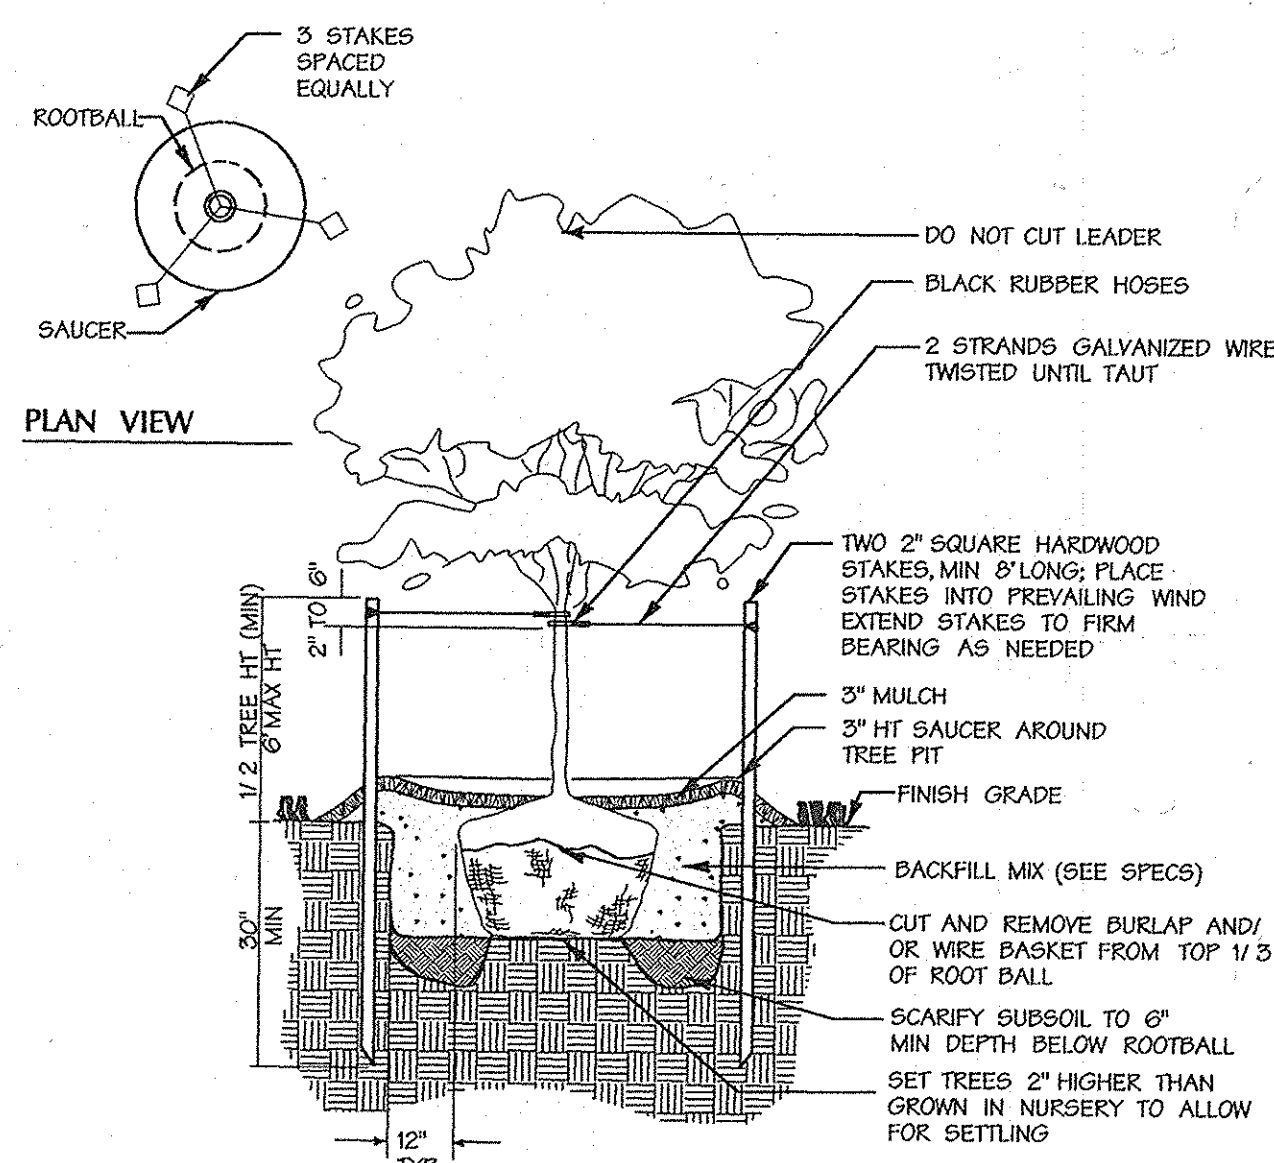 3 STAKES
SPACED
EQUALLY
ROOTBALL
SAUCER
PLAN VIEW
DO NOT CUT LEADER
BLACK RUBBER HOSES
2 STRANDS GALVANIZED WIRE
TWISTED UNTIL TAUT
TWO 2" SQUARE HARDWOOD
STAKES, MIN 8' LONG; PLACE
STAKES INTO PREVAILING WIND
EXTEND STAKES TO FIRM
BEARING AS NEEDED
2" TO 6"
1/2 TREE HT (MIN)
6' MAX HT
3" MULCH
3" HT SAUCER AROUND
TREE PIT
FINISH GRADE
BACKFILL MIX (SEE SPECS)
CUT AND REMOVE BURLAP AND/
OR WIRE BASKET FROM TOP 1/3
OF ROOT BALL
30"
MIN
SCARIFY SUBSOIL TO 6"
MIN DEPTH BELOW ROOTBALL
SET TREES 2" HIGHER THAN
GROWN IN NURSERY TO ALLOW
FOR SETTLING
12"
TYP